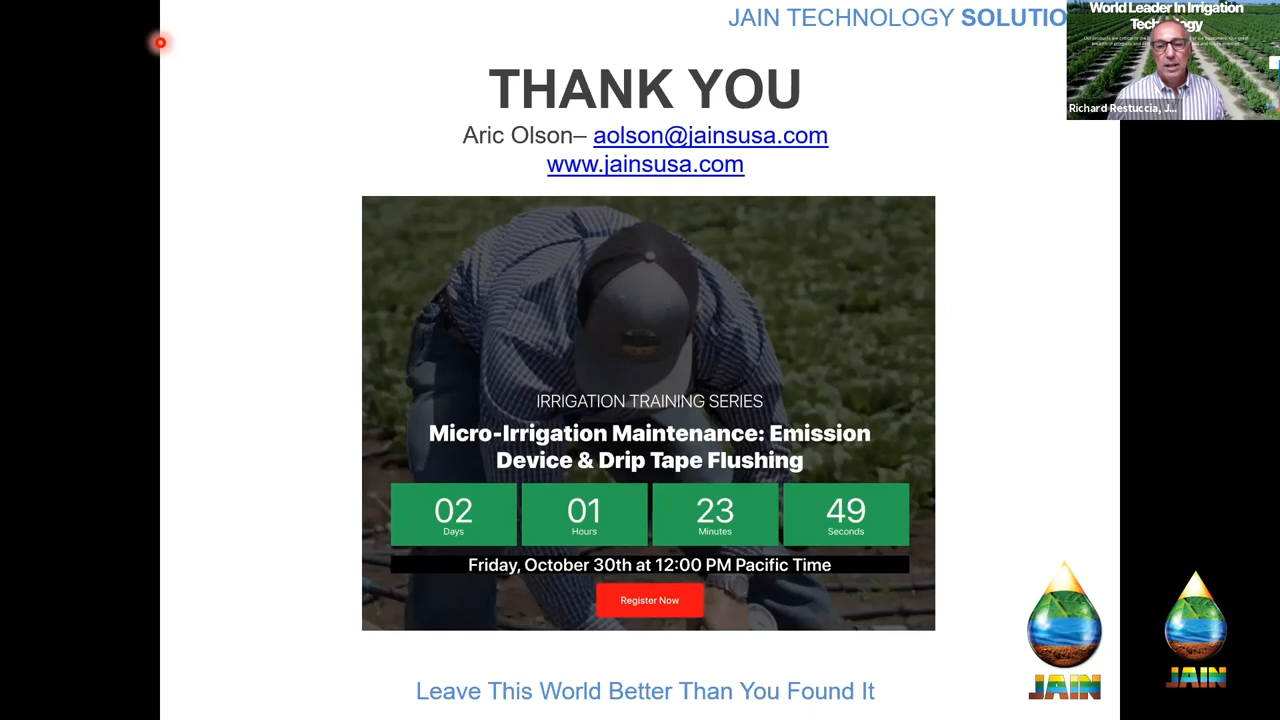 JAIN TECHNOLOGY SOLUTIO
World Leader In Irrigation
Technology
Richard Restuccia, J...
THANK YOU
Aric Olson– aolson@jainsusa.com
www.jainsusa.com
IRRIGATION TRAINING SERIES
Micro-Irrigation Maintenance: Emission
Device & Drip Tape Flushing
02 01 23 49
Days Hours Minutes Seconds
Friday, October 30th at 12:00 PM Pacific Time
Register Now
JAIN JAIN
Leave This World Better Than You Found It